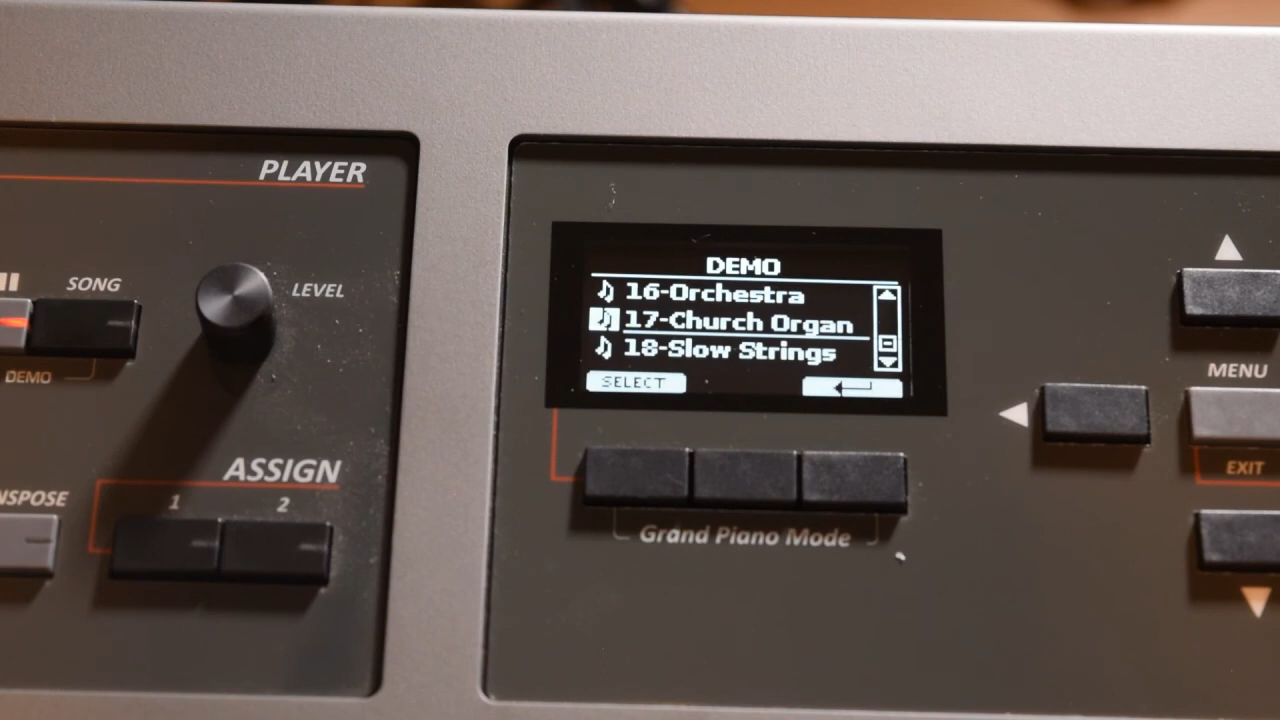 PLAYER
SONG
LEVEL
DEMO
ASSIGN
1 2
DEMO
16-Orchestra
17-Church Organ
18-Slow Strings
SELECT
Grand Piano Mode
MENU
EXIT